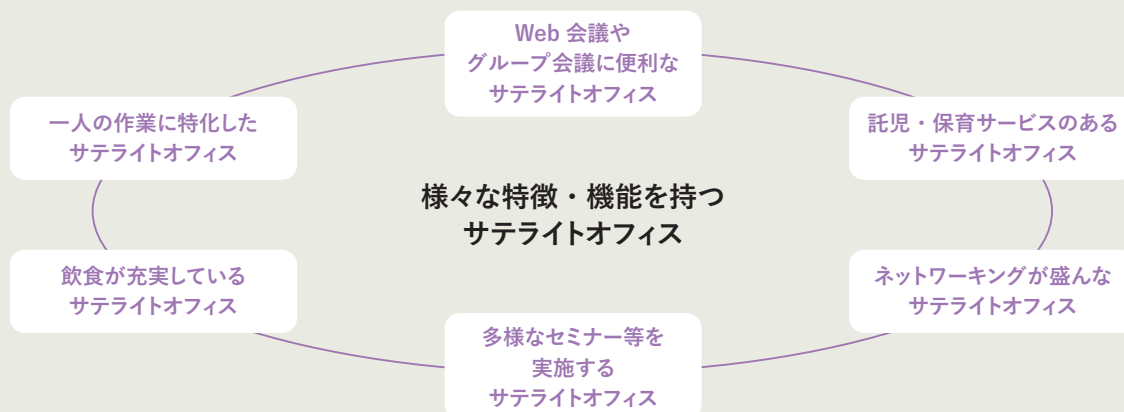 Web 会議や
グループ会議に便利な
サテライトオフィス
一人の作業に特化した
サテライトオフィス
託児・保育サービスのある
サテライトオフィス
様々な特徴・機能を持つ
サテライトオフィス
飲食が充実している
サテライトオフィス
ネットワーキングが盛んな
サテライトオフィス
多様なセミナー等を
実施する
サテライトオフィス